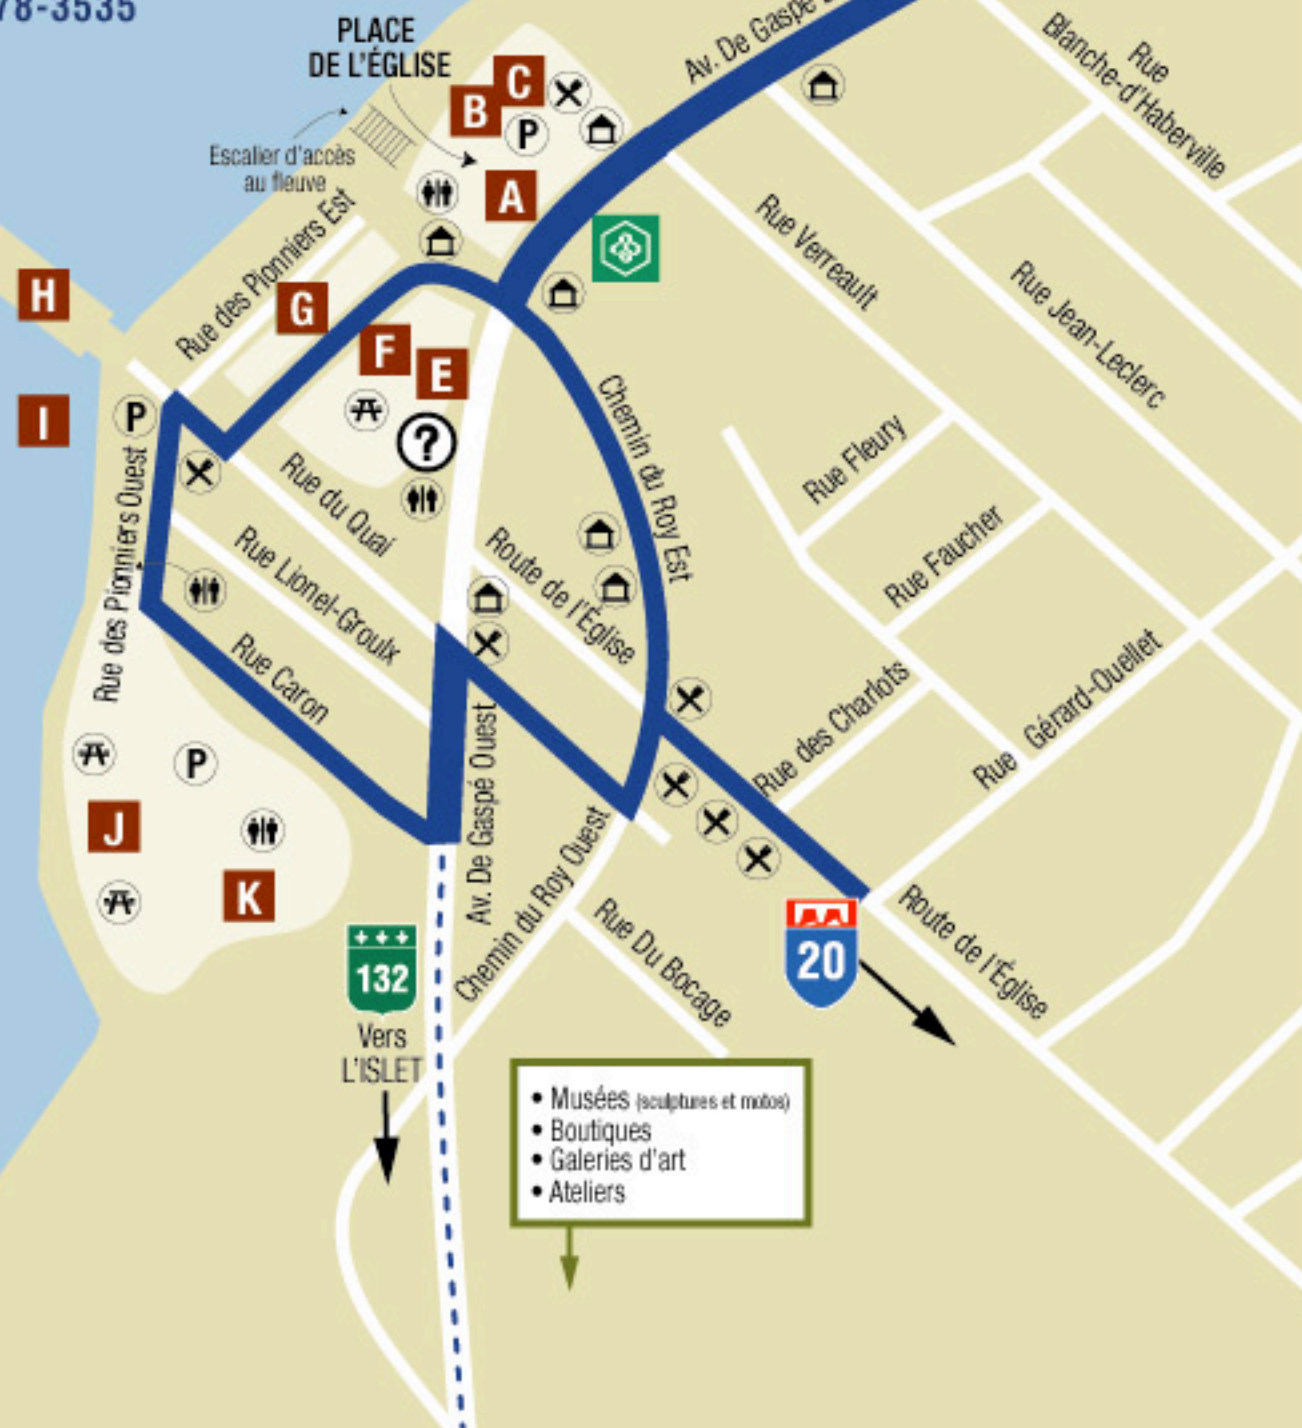 78-3535
PLACE
DE L'ÉGLISE
Escalier d'accès
au fleuve
Av. De Gaspé
Rue
Blanche-d'Haberville
C
B
P
A
Rue des Pionniers Est
Rue Verreault
Rue Jean-Leclerc
H
G
F
E
I
P
?
Chemin du Roy Est
Rue Fleury
Rue Faucher
Rue du Quai
Rue Lionel-Groulx
Route de
l'Église
Rue des Pionniers Ouest
Rue Caron
Rue des Charlots
Rue Gérard-Ouellet
P
J
K
Av. De Gaspé Ouest
Chemin du Roy Ouest
Rue Du Bocage
Route de l'Église
20
132
Vers
L'ISLET
• Musées (sculptures et motos)
• Boutiques
• Galeries d'art
• Ateliers